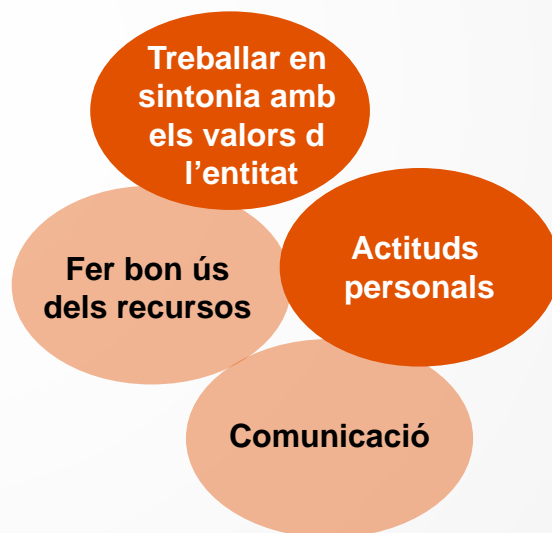 Treballar en
sintonia amb
els valors d
l’entitat
Fer bon ús
dels recursos
Actituds
personals
Comunicació